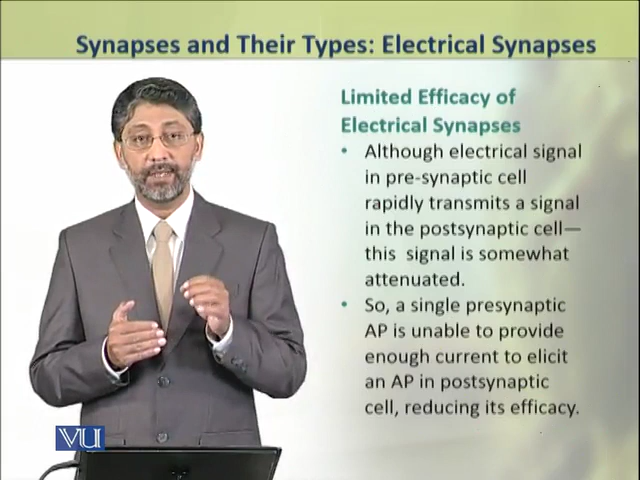 Synapses and Their Types: Electrical Synapses
Limited Efficacy of
Electrical Synapses
• Although electrical signal
in pre-synaptic cell
rapidly transmits a signal
in the postsynaptic cell—
this signal is somewhat
attenuated.
• So, a single presynaptic
AP is unable to provide
enough current to elicit
an AP in postsynaptic
cell, reducing its efficacy.
VU